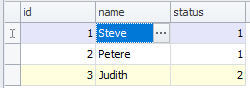 id name status
1 Steve ... 1
2 Petere 1
3 Judith 2